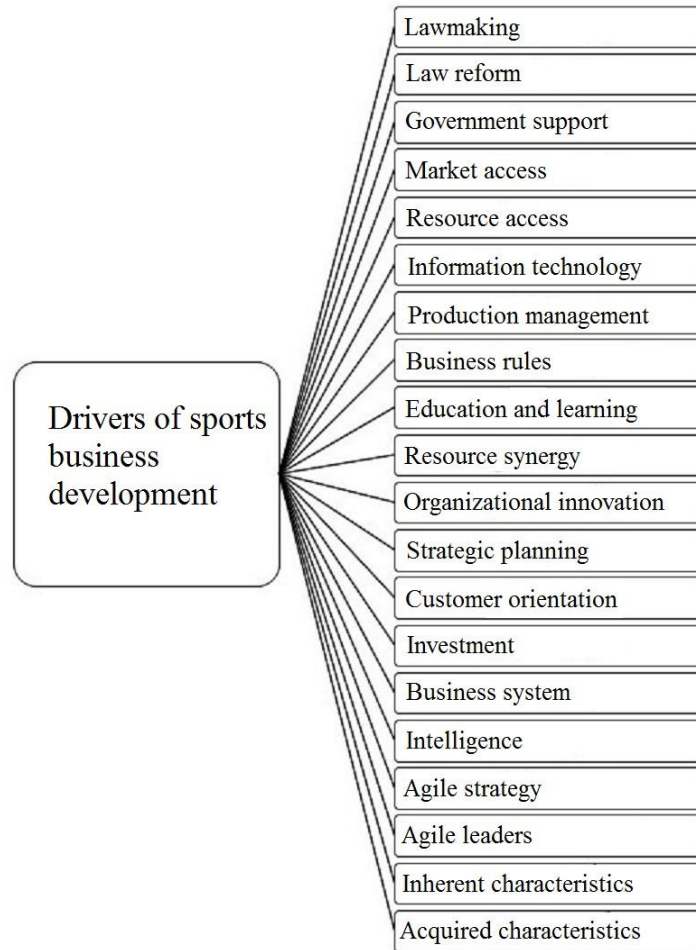 Drivers of sports
business
development
Lawmaking
Law reform
Government support
Market access
Resource access
Information technology
Production management
Business rules
Education and learning
Resource synergy
Organizational innovation
Strategic planning
Customer orientation
Investment
Business system
Intelligence
Agile strategy
Agile leaders
Inherent characteristics
Acquired characteristics